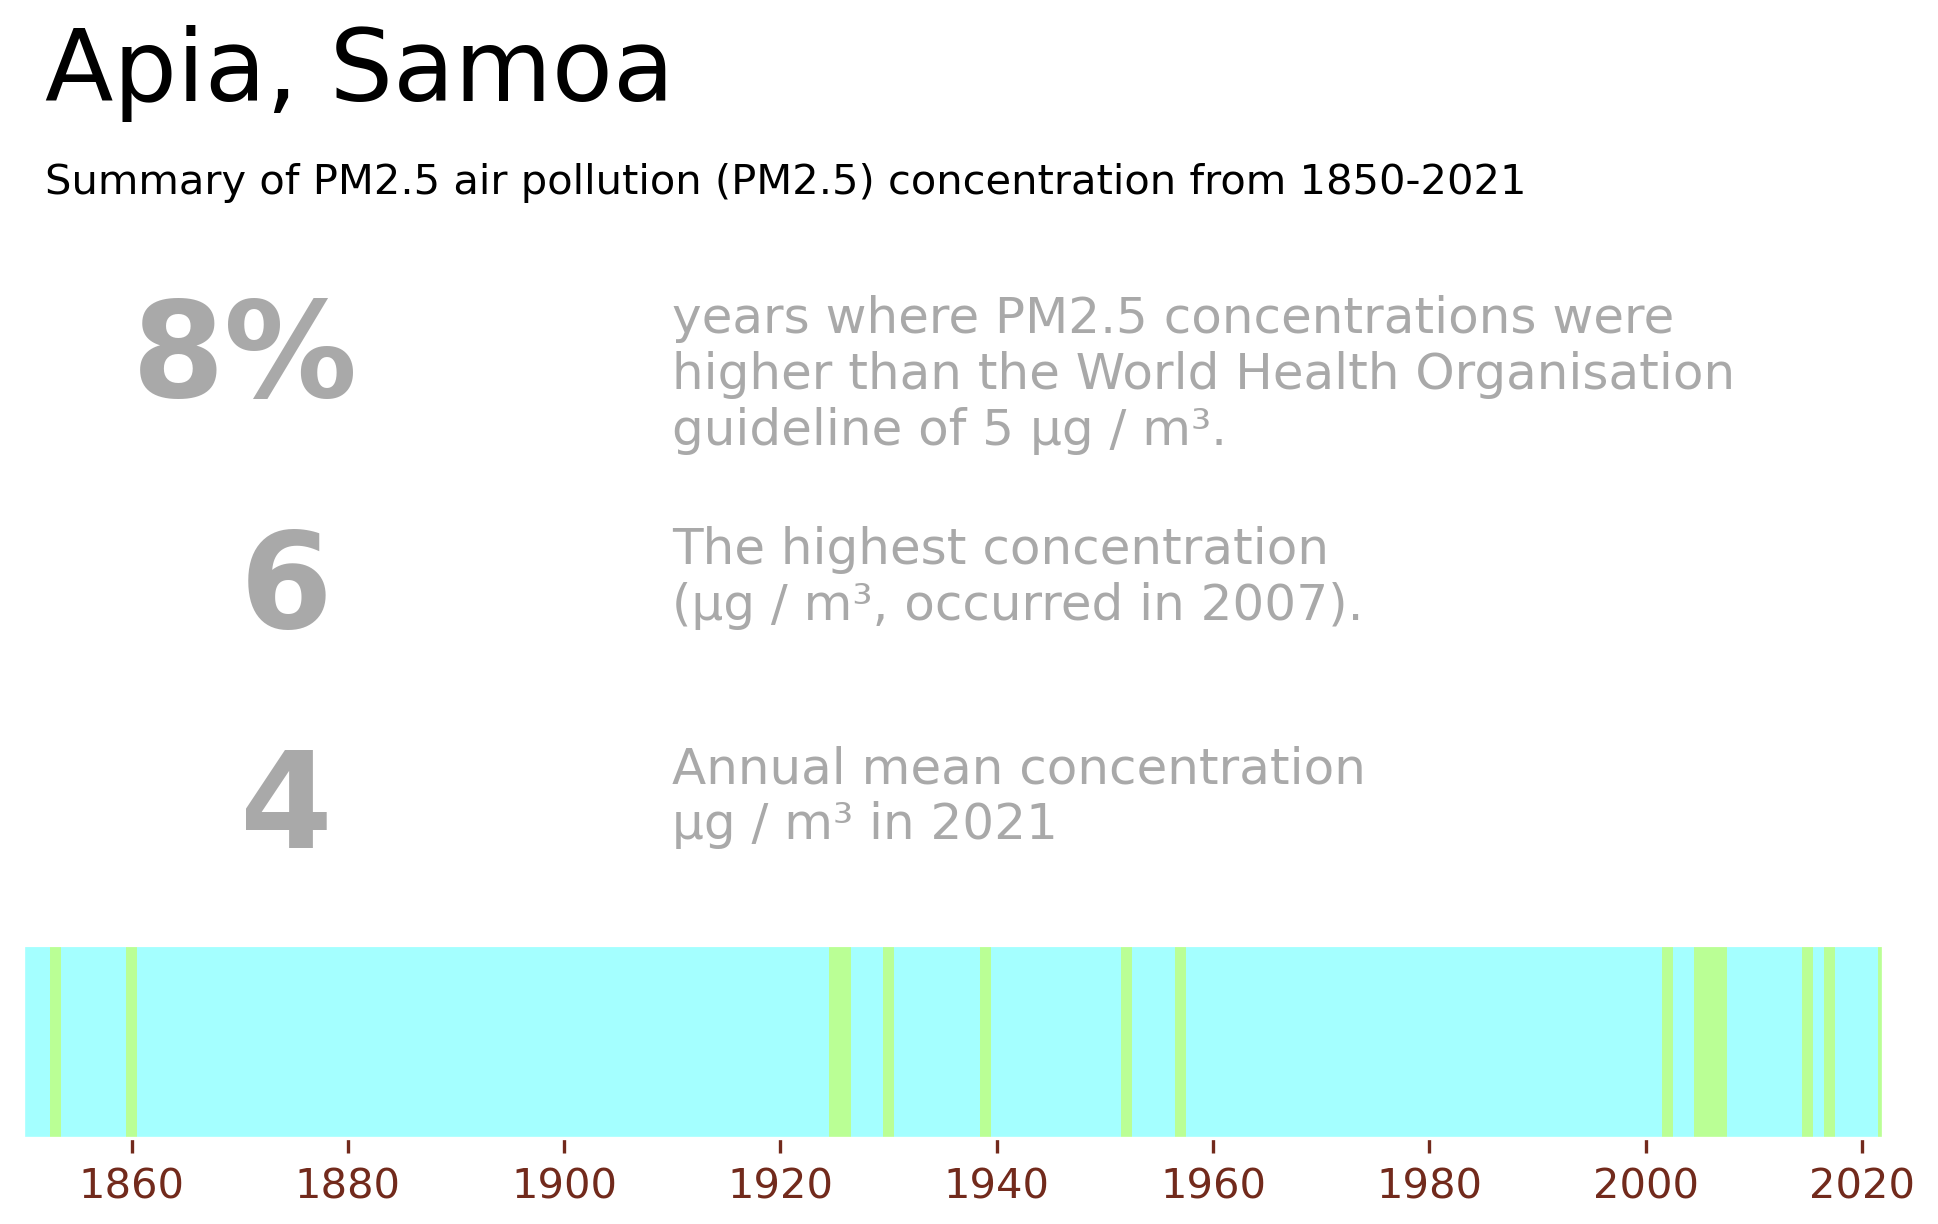 Apia, Samoa
Summary of PM2.5 air pollution (PM2.5) concentration from 1850-2021
8%
years where PM2.5 concentrations were
higher than the World Health Organisation
guideline of 5 µg / m³.
6
The highest concentration
(µg / m³, occurred in 2007).
4
Annual mean concentration
µg / m³ in 2021
1860 1880 1900 1920 1940 1960 1980 2000 2020